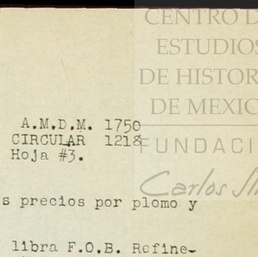 CENTRO D
ESTUDIOS
DE HISTOR
DE MEXIC
FUNDACI
Carlos Sl
A.M.D.M. 1750
CIRCULAR 1218
Hoja #3.
s precios por plomo y
libra F.O.B. Refine-